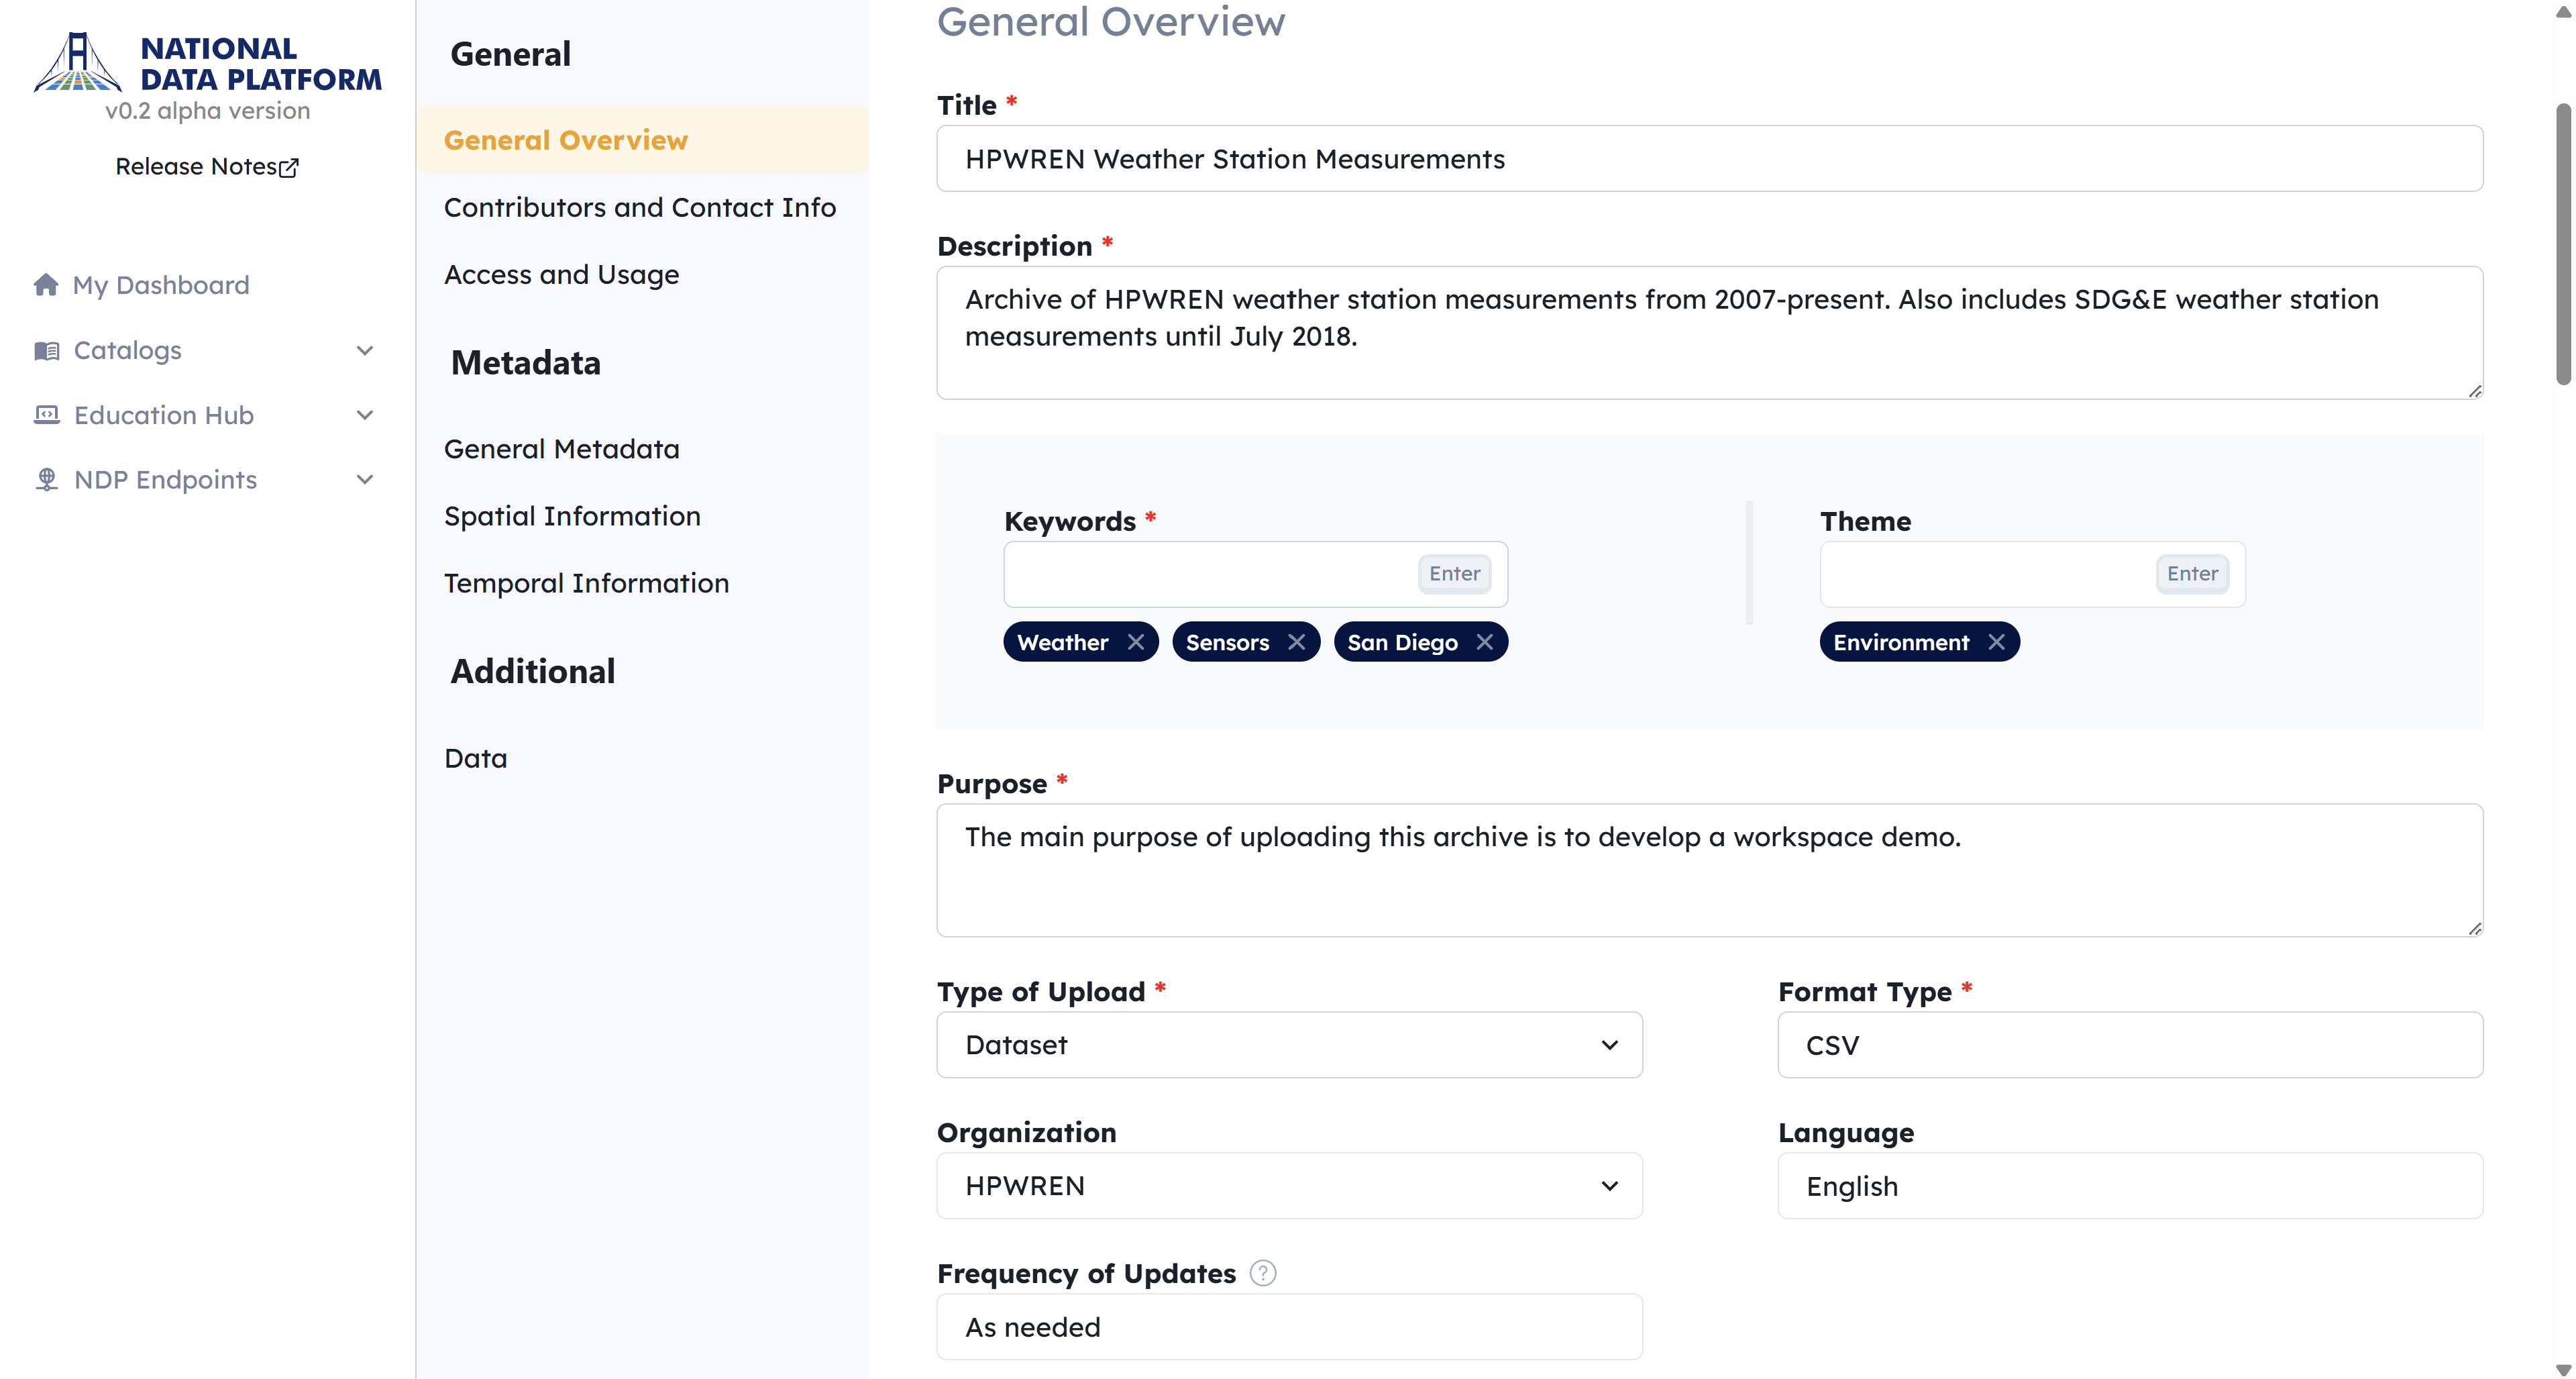 NATIONAL
DATA PLATFORM
v0.2 alpha version
Release Notes
My Dashboard
Catalogs
Education Hub
NDP Endpoints
General
General Overview
Contributors and Contact Info
Access and Usage
Metadata
General Metadata
Spatial Information
Temporal Information
Additional
Data
General Overview
Title *
HPWREN Weather Station Measurements
Description *
Archive of HPWREN weather station measurements from 2007-present. Also includes SDG&E weather station
measurements until July 2018.
Keywords *
Enter
Weather Sensors San Diego
Theme
Enter
Environment
Purpose *
The main purpose of uploading this archive is to develop a workspace demo.
Type of Upload *
Dataset
Format Type *
CSV
Organization
HPWREN
Language
English
Frequency of Updates ?
As needed